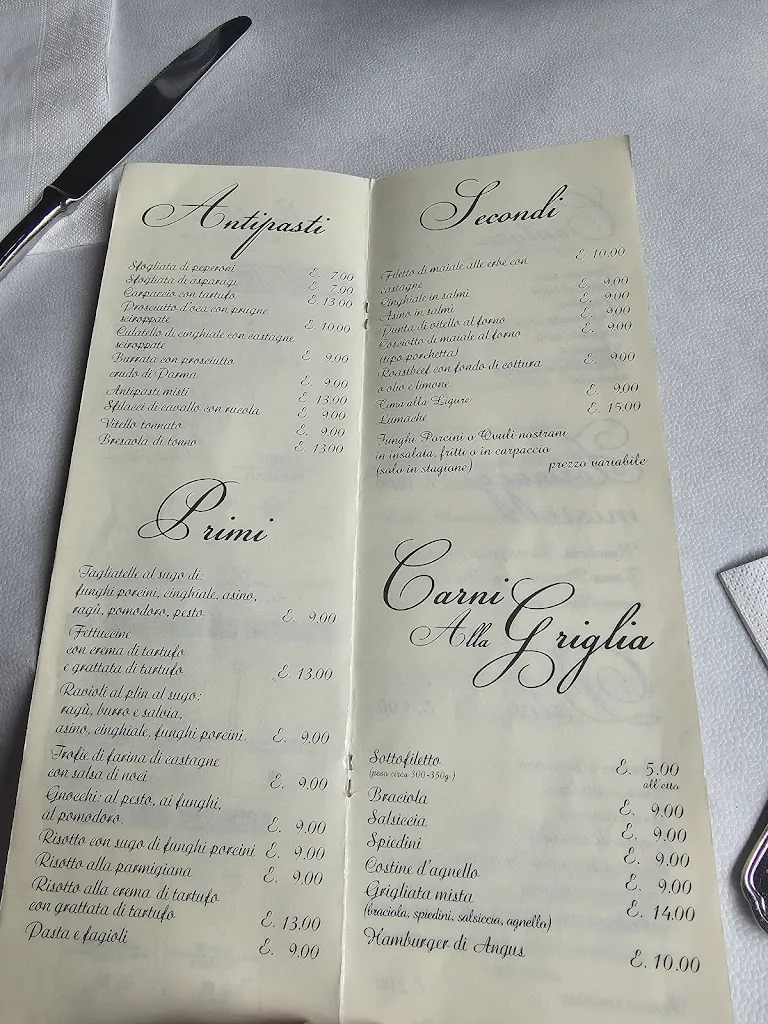 Antipasti
Sfogliata di peperoni E. 7.00
Sfogliata di asparagi E. 7.00
Carpaccio con tartufo E. 13.00
Prosciutto d'oca con prugne
sciroppate E. 10.00
Culatello di cinghiale con castagne
sciroppate E. 9.00
Burrata con prosciutto
crudo di Parma E. 9.00
Antipasti misti E. 13.00
Sfilacci di cavallo con rucola E. 9.00
Vitello tonnato E. 9.00
Bresaola di tonno E. 13.00
Primi
Tagliatelle al sugo di:
funghi porcini, cinghiale, asino,
ragù, pomodoro, pesto E. 9.00
Fettuccine
con crema di tartufo
e grattata di tartufo E. 13.00
Ravioli al plin al sugo:
ragù, burro e salvia,
asino, cinghiale, funghi porcini. E. 9.00
Trofie di farina di castagne
con salsa di noci E. 9.00
Gnocchi: al pesto, ai funghi,
al pomodoro. E. 9.00
Risotto con sugo di funghi porcini E. 9.00
Risotto alla parmigiana E. 9.00
Risotto alla crema di tartufo
con grattata di tartufo E. 13.00
Pasta e fagioli E. 9.00
Secondi
Filetto di maiale alle erbe con E. 10.00
castagne
Cinghiale in salmì E. 9.00
Asino in salmì E. 9.00
Punta di vitello al forno E. 9.00
Cosciotto di maiale al forno E. 9.00
(tipo porchetta)
Roastbeef con fondo di cottura E. 9.00
o olio e limone
Cima alla Ligure E. 9.00
Lumache E. 15.00
Funghi Porcini o Ovuli nostrani
in insalata, fritti o in carpaccio
(solo in stagione) prezzo variabile
Carni
Alla Griglia
Sottofiletto E. 5.00
(peso circa 300-350g.) all'etto
Braciola E. 9.00
Salsiccia E. 9.00
Spiedini E. 9.00
Costine d'agnello E. 9.00
Grigliata mista E. 14.00
(braciola, spiedini, salsiccia, agnello)
Hamburger di Angus E. 10.00